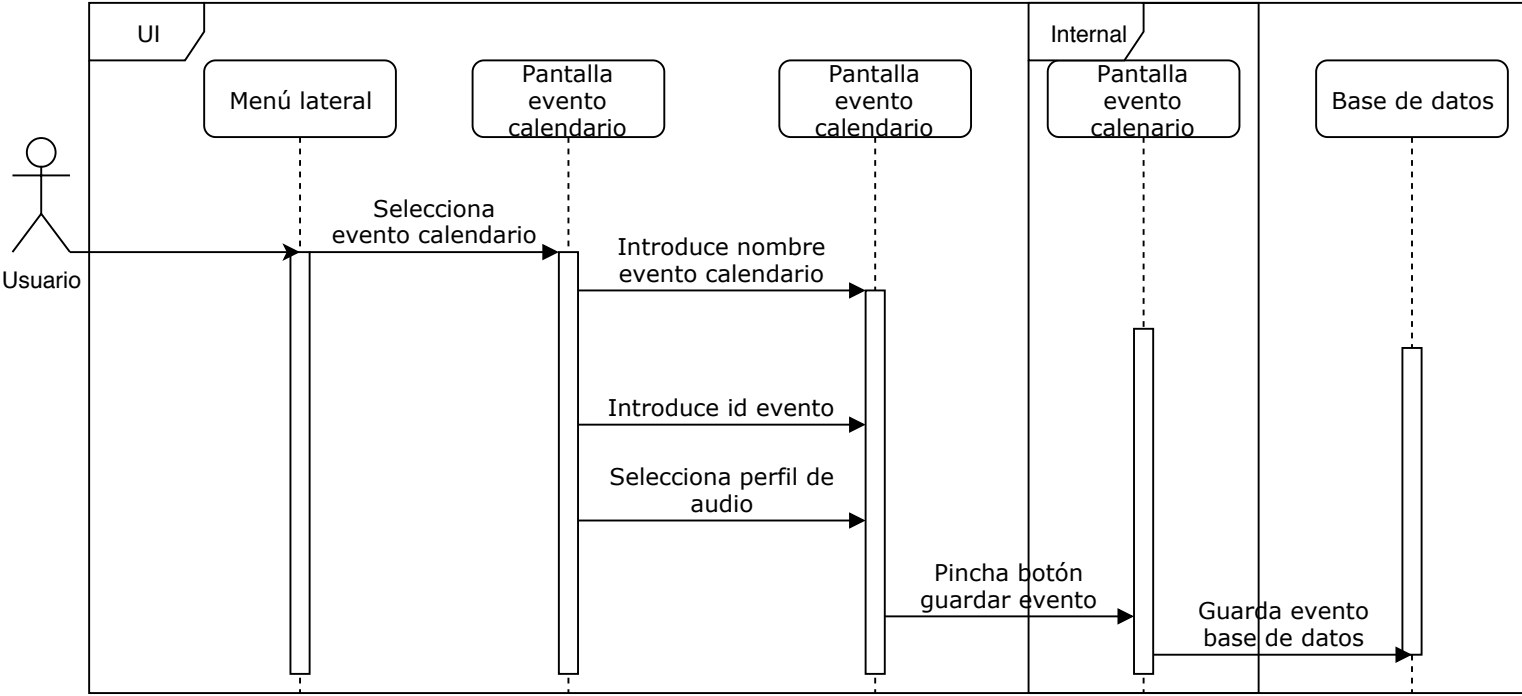 UI
Internal
Menú lateral
Pantalla
evento
calendario
Pantalla
evento
calendario
Pantalla
evento
calenario
Base de datos
Usuario
Selecciona
evento calendario
Introduce nombre
evento calendario
Introduce id evento
Selecciona perfil de
audio
Pincha botón
guardar evento
Guarda evento
base de datos